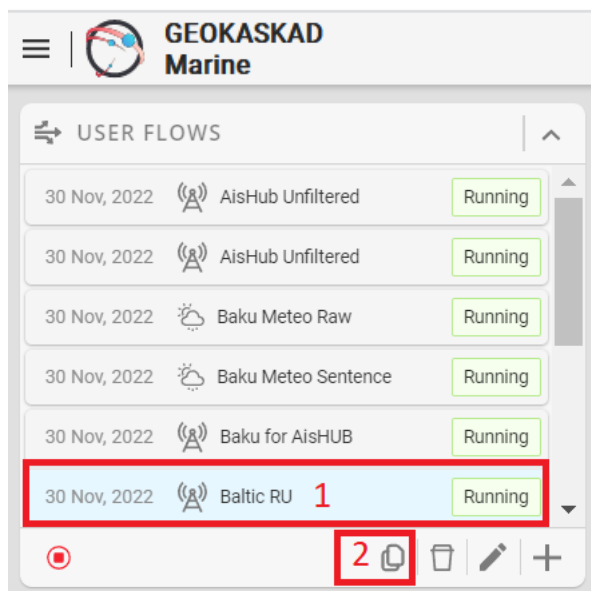 GEOKASKAD
Marine
USER FLOWS
30 Nov, 2022 AisHub Unfiltered Running
30 Nov, 2022 AisHub Unfiltered Running
30 Nov, 2022 Baku Meteo Raw Running
30 Nov, 2022 Baku Meteo Sentence Running
30 Nov, 2022 Baku for AisHUB Running
30 Nov, 2022 Baltic RU 1 Running
2